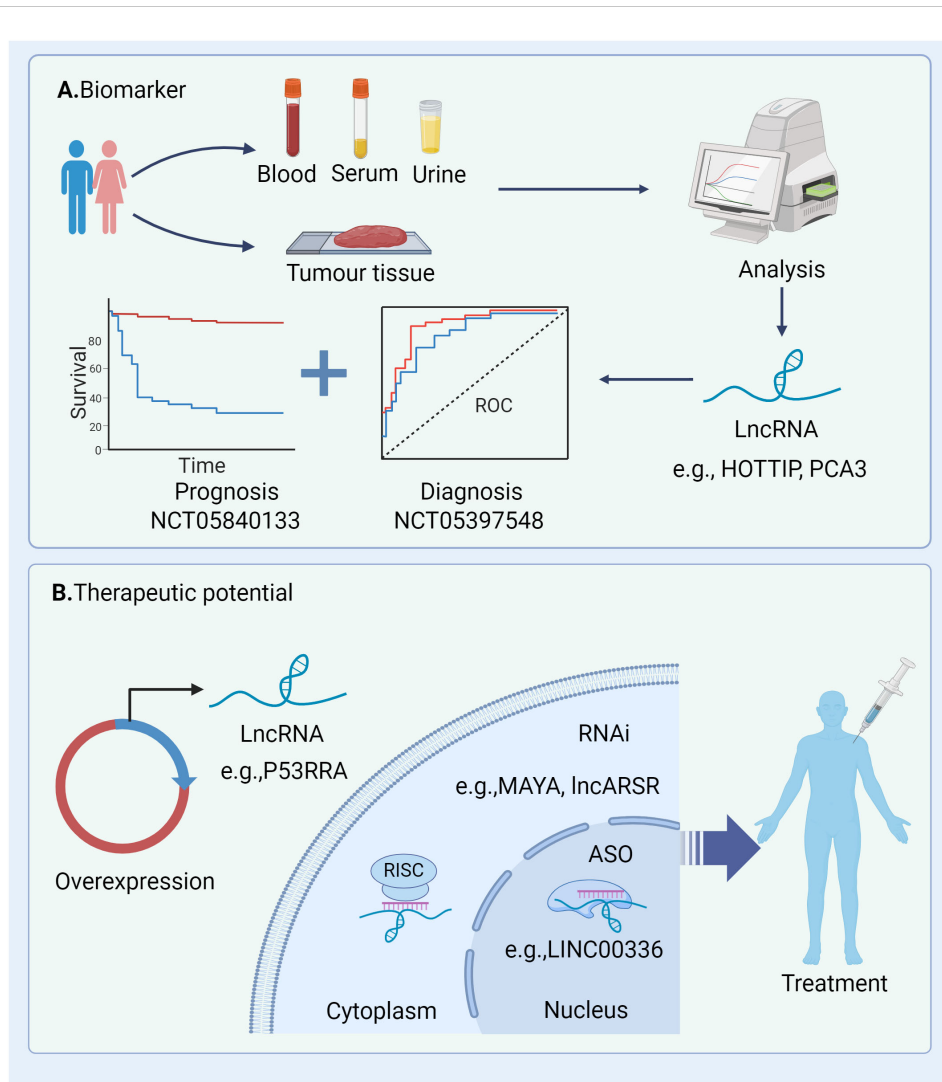 A.Biomarker
Blood
Serum
Urine
Tumour tissue
Analysis
LncRNA
e.g., HOTTIP, PCA3
Survival
80
60
40
20
0
Time
Prognosis
NCT05840133
ROC
Diagnosis
NCT05397548
B.Therapeutic potential
LncRNA
e.g.,P53RRA
Overexpression
RNAi
e.g.,MAYA, lncARSR
RISC
ASO
e.g.,LINC00336
Cytoplasm
Nucleus
Treatment